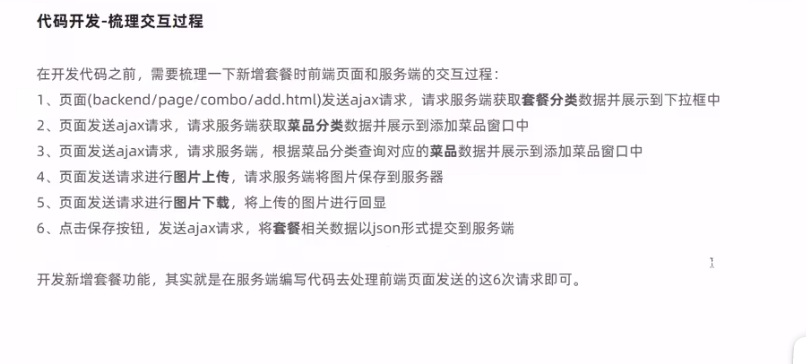 代码开发-梳理交互过程
在开发代码之前，需要梳理一下新增套餐时前端页面和服务端的交互过程：
1、页面(backend/page/combo/add.html)发送ajax请求，请求服务端获取套餐分类数据并展示到下拉框中
2、页面发送ajax请求，请求服务端获取菜品分类数据并展示到添加菜品窗口中
3、页面发送ajax请求，请求服务端，根据菜品分类查询对应的菜品数据并展示到添加菜品窗口中
4、页面发送请求进行图片上传，请求服务端将图片保存到服务器
5、页面发送请求进行图片下载，将上传的图片进行回显
6、点击保存按钮，发送ajax请求，将套餐相关数据以json形式提交到服务端
开发新增套餐功能，其实就是在服务端编写代码去处理前端页面发送的这6次请求即可。